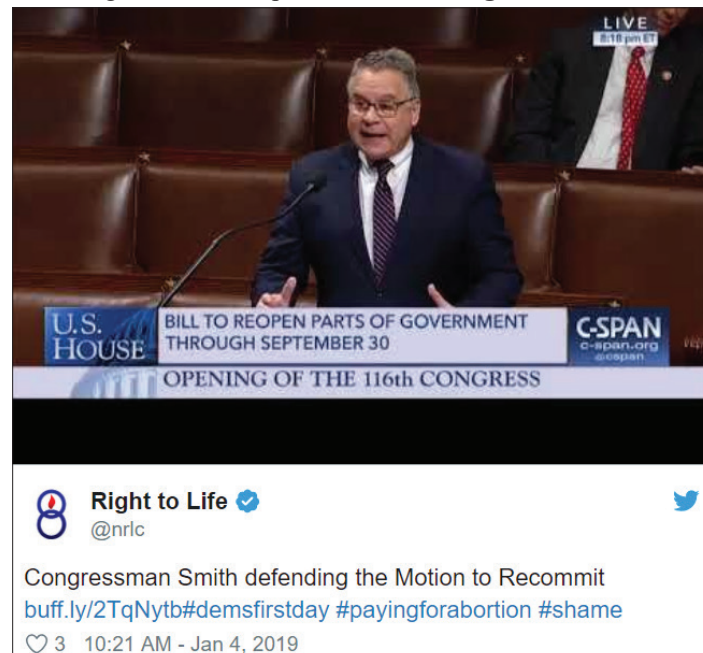 LIVE
8:18 pm ET
U.S.
HOUSE
BILL TO REOPEN PARTS OF GOVERNMENT
THROUGH SEPTEMBER 30
C-SPAN
c-span.org
@cspan
OPENING OF THE 116th CONGRESS
Right to Life
@nrlc
Congressman Smith defending the Motion to Recommit
buff.ly/2TqNytb#demsfirstday #payingforabortion #shame
3 10:21 AM - Jan 4, 2019